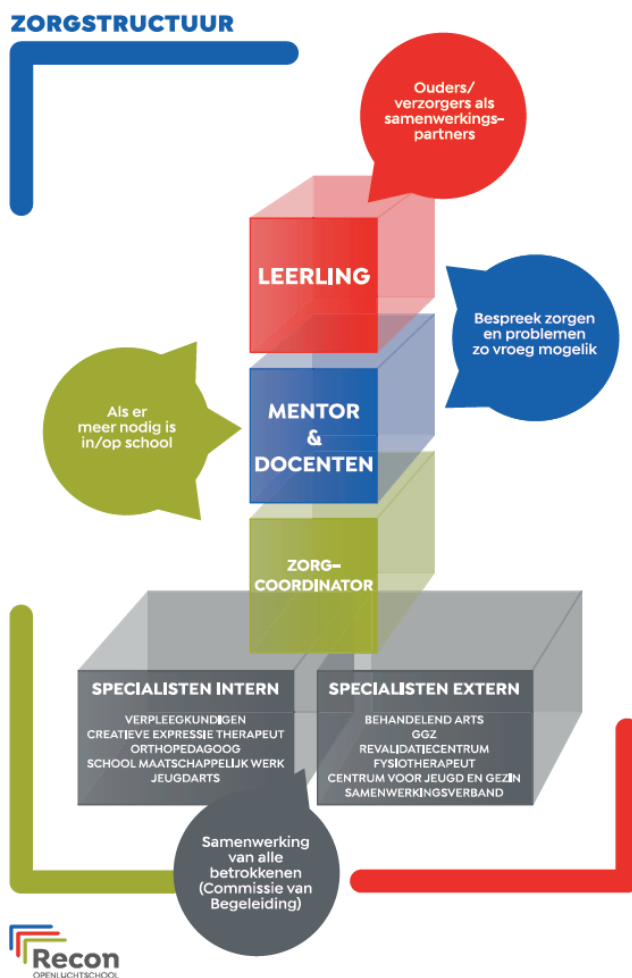 ZORGSTRUCTUUR
Ouders/
verzorgers als
samenwerkings-
partners
LEERLING
Bespreek zorgen
en problemen
zo vroeg mogelik
Als er
meer nodig is
in/op school
MENTOR
&
DOCENTEN
ZORG-
COORDINATOR
SPECIALISTEN INTERN
VERPLEEGKUNDIGEN
CREATIEVE EXPRESSIE THERAPEUT
ORTHOPEDAGOOG
SCHOOL MAATSCHAPPELIJK WERK
JEUGDARTS
SPECIALISTEN EXTERN
BEHANDELEND ARTS
GGZ
REVALIDATIECENTRUM
FYSIOTHERAPEUT
CENTRUM VOOR JEUGD EN GEZIN
SAMENWERKINGSVERBAND
Samenwerking
van alle
betrokkenen
(Commissie van
Begeleiding)
Recon
OPENLUCHTSCHOOL